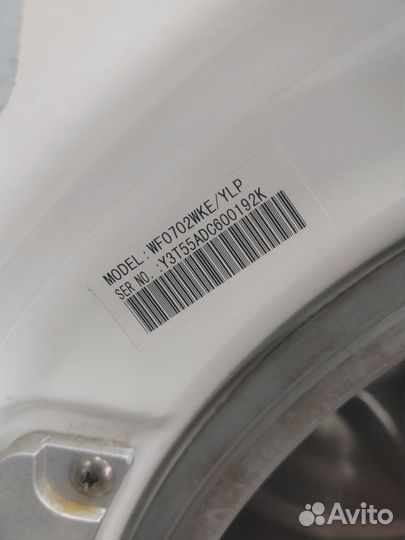 MODEL:WF0702WKE/YLP
SER NO.:Y3T55ADC600192K
Avito